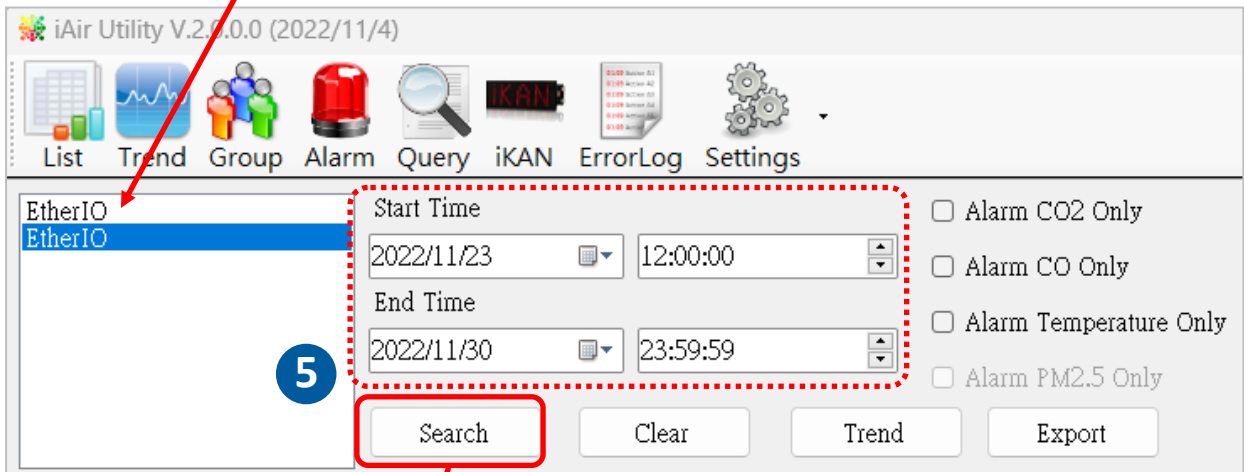 iAir Utility V.2.0.0.0 (2022/11/4)
iKAN
List Trend Group Alarm Query iKAN ErrorLog Settings
EtherIO
EtherIO
Start Time
2022/11/23 12:00:00
End Time
2022/11/30 23:59:59
5
Alarm CO2 Only
Alarm CO Only
Alarm Temperature Only
Alarm PM2.5 Only
Search Clear Trend Export